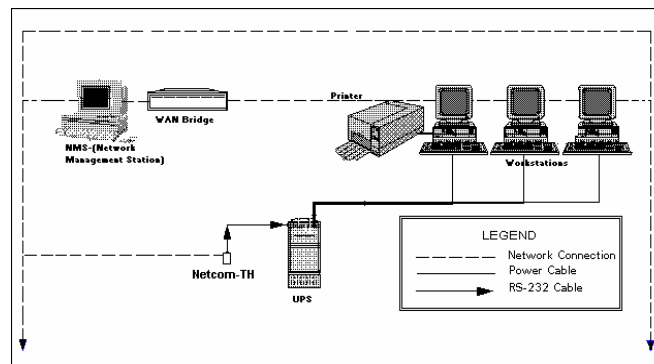 Printer
WAN Bridge
NMS-(Network
Management Station)
Workstations
Netcom-TH
UPS
LEGEND
Network Connection
Power Cable
RS-232 Cable